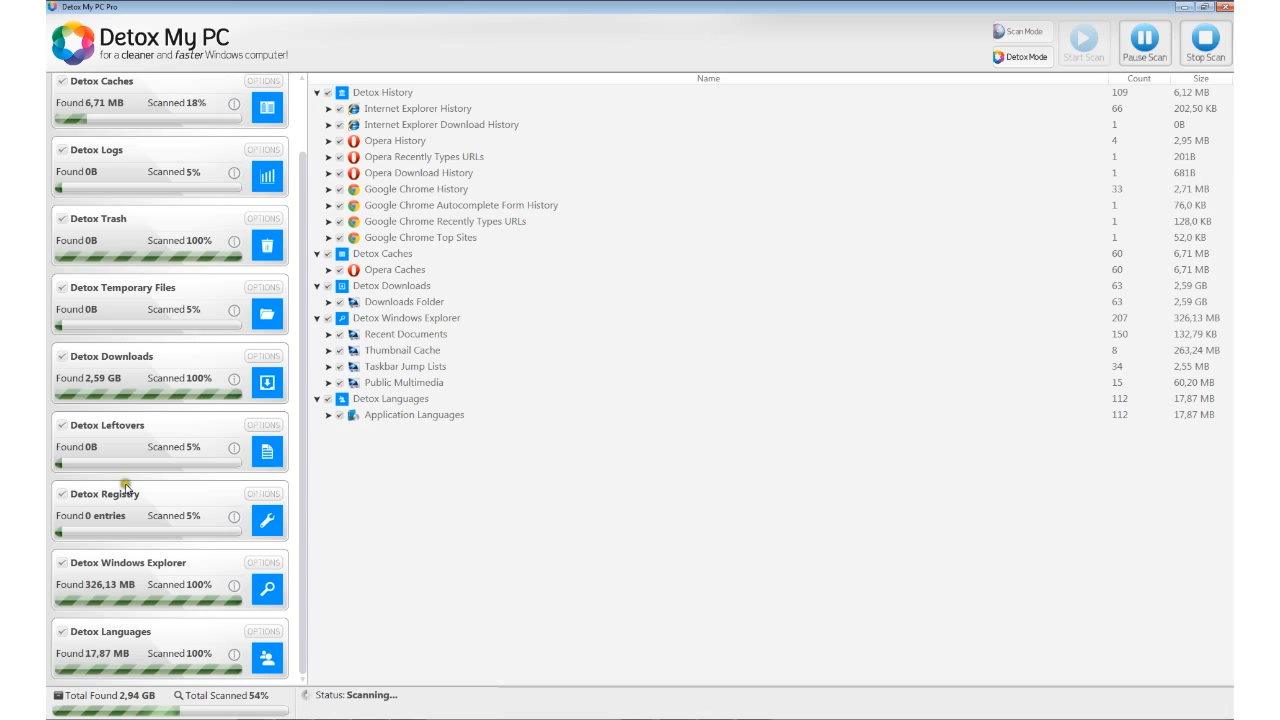 Detox My PC Pro
Detox My PC
for a cleaner and faster Windows computer!
Scan Mode
Detox Mode
Start Scan
Pause Scan
Stop Scan
Detox Caches OPTIONS
Found 6,71 MB Scanned 18%
Detox Logs OPTIONS
Found 0B Scanned 5%
Detox Trash OPTIONS
Found 0B Scanned 100%
Detox Temporary Files OPTIONS
Found 0B Scanned 5%
Detox Downloads OPTIONS
Found 2,59 GB Scanned 100%
Detox Leftovers OPTIONS
Found 0B Scanned 5%
Detox Registry OPTIONS
Found 0 entries Scanned 5%
Detox Windows Explorer OPTIONS
Found 326,13 MB Scanned 100%
Detox Languages OPTIONS
Found 17,87 MB Scanned 100%
Name Count Size
Detox History 109 6,12 MB
Internet Explorer History 66 202,50 KB
Internet Explorer Download History 1 0B
Opera History 4 2,95 MB
Opera Recently Types URLs 1 201B
Opera Download History 1 681B
Google Chrome History 33 2,71 MB
Google Chrome Autocomplete Form History 1 76,0 KB
Google Chrome Recently Types URLs 1 128,0 KB
Google Chrome Top Sites 1 52,0 KB
Detox Caches 60 6,71 MB
Opera Caches 60 6,71 MB
Detox Downloads 63 2,59 GB
Downloads Folder 63 2,59 GB
Detox Windows Explorer 207 326,13 MB
Recent Documents 150 132,79 KB
Thumbnail Cache 8 263,24 MB
Taskbar Jump Lists 34 2,55 MB
Public Multimedia 15 60,20 MB
Detox Languages 112 17,87 MB
Application Languages 112 17,87 MB
Total Found 2,94 GB Total Scanned 54%
Status: Scanning...